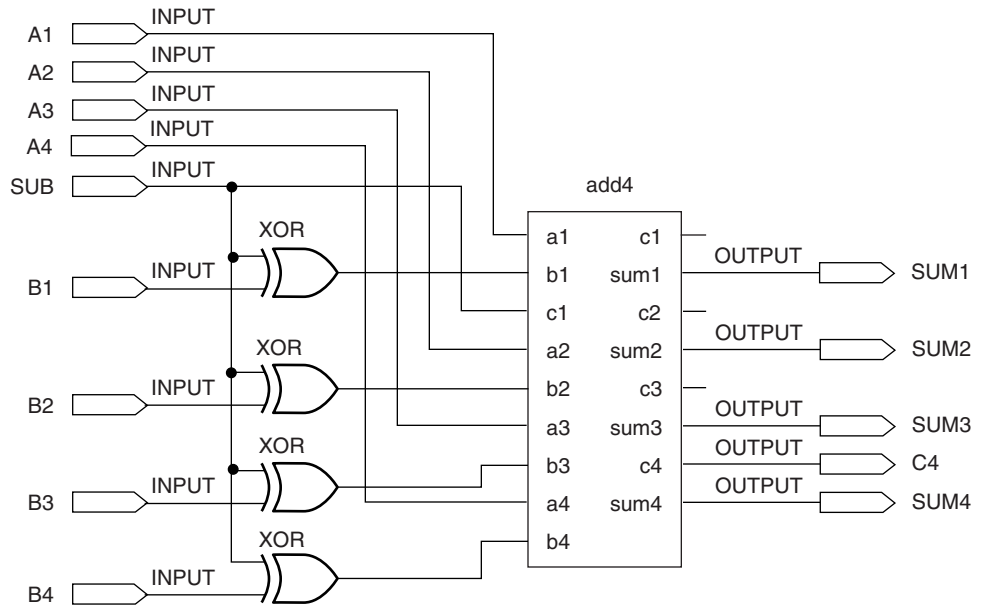 A1 INPUT
A2 INPUT
A3 INPUT
A4 INPUT
SUB INPUT
add4
XOR
a1 c1
OUTPUT
B1 INPUT
b1 sum1
SUM1
c1 c2
XOR
OUTPUT
a2 sum2
SUM2
B2 INPUT
b2 c3
OUTPUT
a3 sum3
SUM3
XOR
OUTPUT
b3 c4
C4
B3 INPUT
OUTPUT
a4 sum4
SUM4
XOR
b4
B4 INPUT